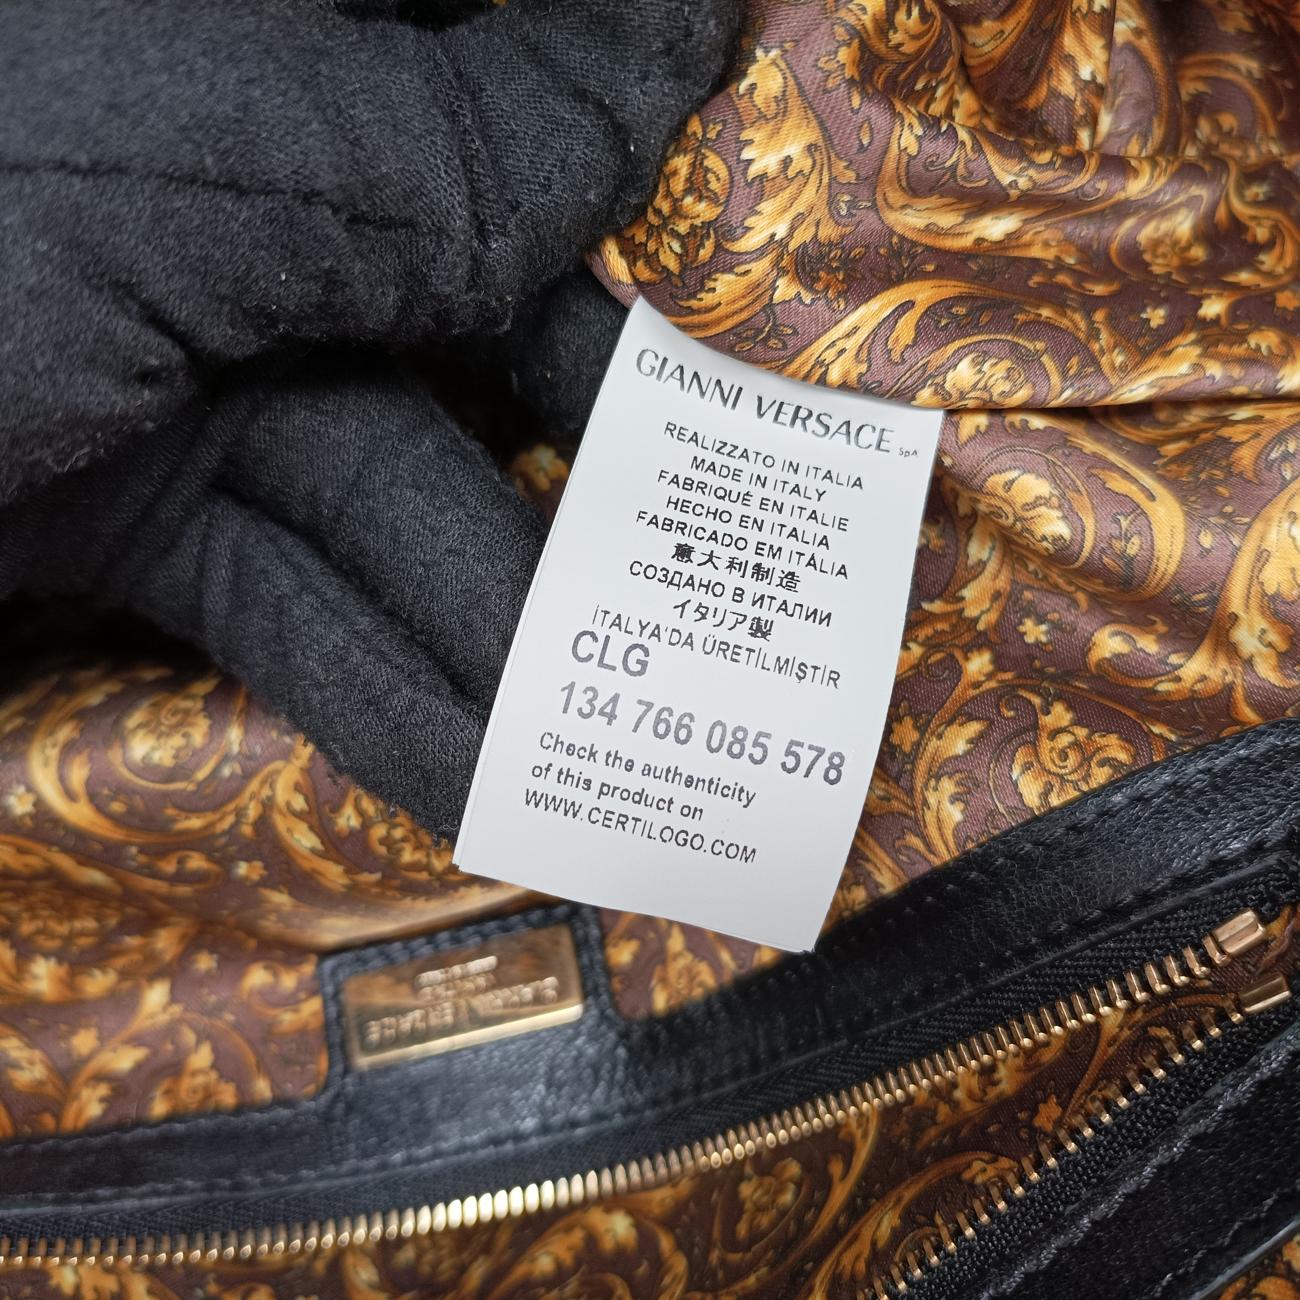 GIANNI VERSACE SpA
REALIZZATO IN ITALIA
MADE IN ITALY
FABRIQUÉ EN ITALIE
HECHO EN ITALIA
FABRICADO EM ITÁLIA
意大利制造
СОЗДАНО В ИТАЛИИ
イタリア製
İTALYA'DA ÜRETİLMİŞTİR
CLG
134 766 085 578
Check the authenticity
of this product on
WWW.CERTILOGO.COM
GIANNI VERSACE